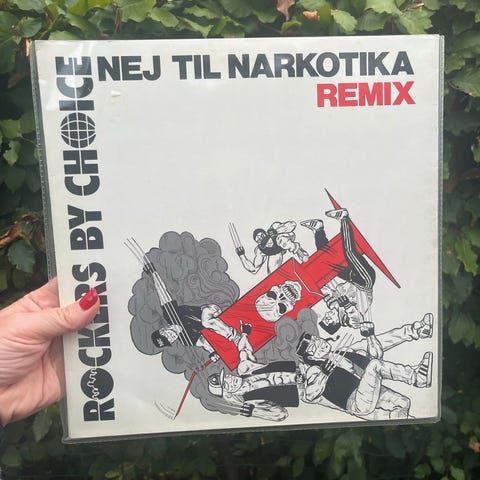 NEJ TIL NARKOTIKA
REMIX
ROCKERS BY CHOICE